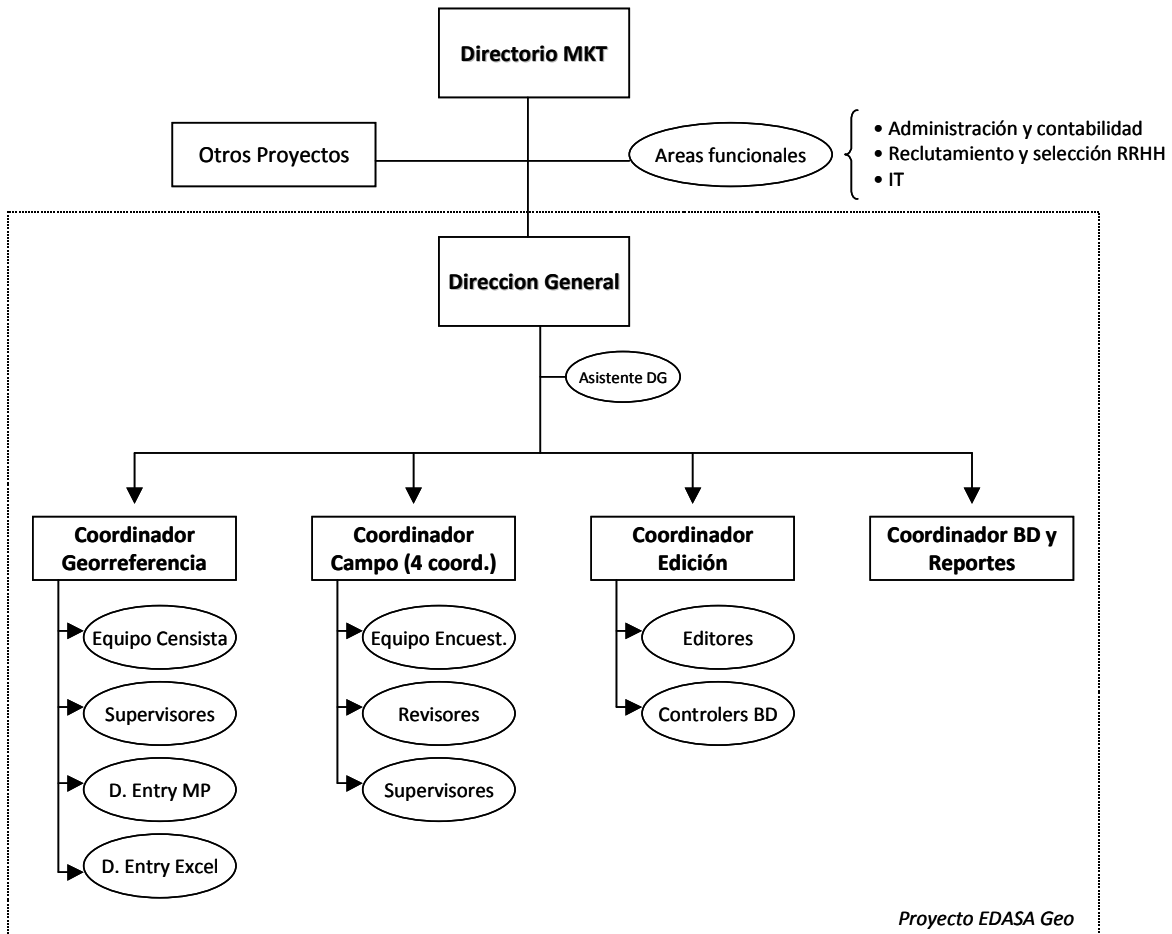 Directorio MKT
Otros Proyectos
Areas funcionales
• Administración y contabilidad
• Reclutamiento y selección RRHH
• IT
Direccion General
Asistente DG
Coordinador
Georreferencia
Coordinador
Campo (4 coord.)
Coordinador
Edición
Coordinador BD y
Reportes
Equipo Censista
Supervisores
D. Entry MP
D. Entry Excel
Equipo Encuest.
Revisores
Supervisores
Editores
Controlers BD
Proyecto EDASA Geo